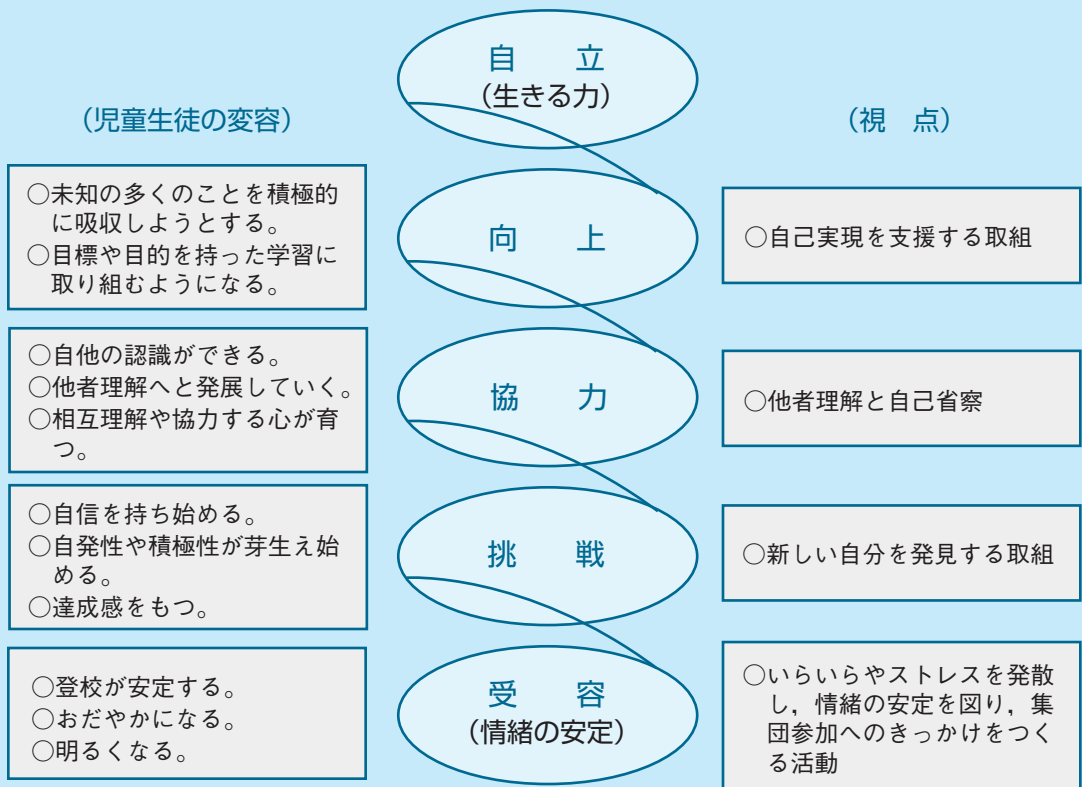 自　立
（生きる力）
（児童生徒の変容）
（視　点）
○未知の多くのことを積極的
に吸収しようとする。
○目標や目的を持った学習に
取り組むようになる。
向　上
○自己実現を支援する取組
○自他の認識ができる。
○他者理解へと発展していく。
○相互理解や協力する心が育
つ。
協　力
○他者理解と自己省察
○自信を持ち始める。
○自発性や積極性が芽生え始
める。
○達成感をもつ。
挑　戦
○新しい自分を発見する取組
○登校が安定する。
○おだやかになる。
○明るくなる。
受　容
（情緒の安定）
○いらいらやストレスを発散
し，情緒の安定を図り，集
団参加へのきっかけをつく
る活動